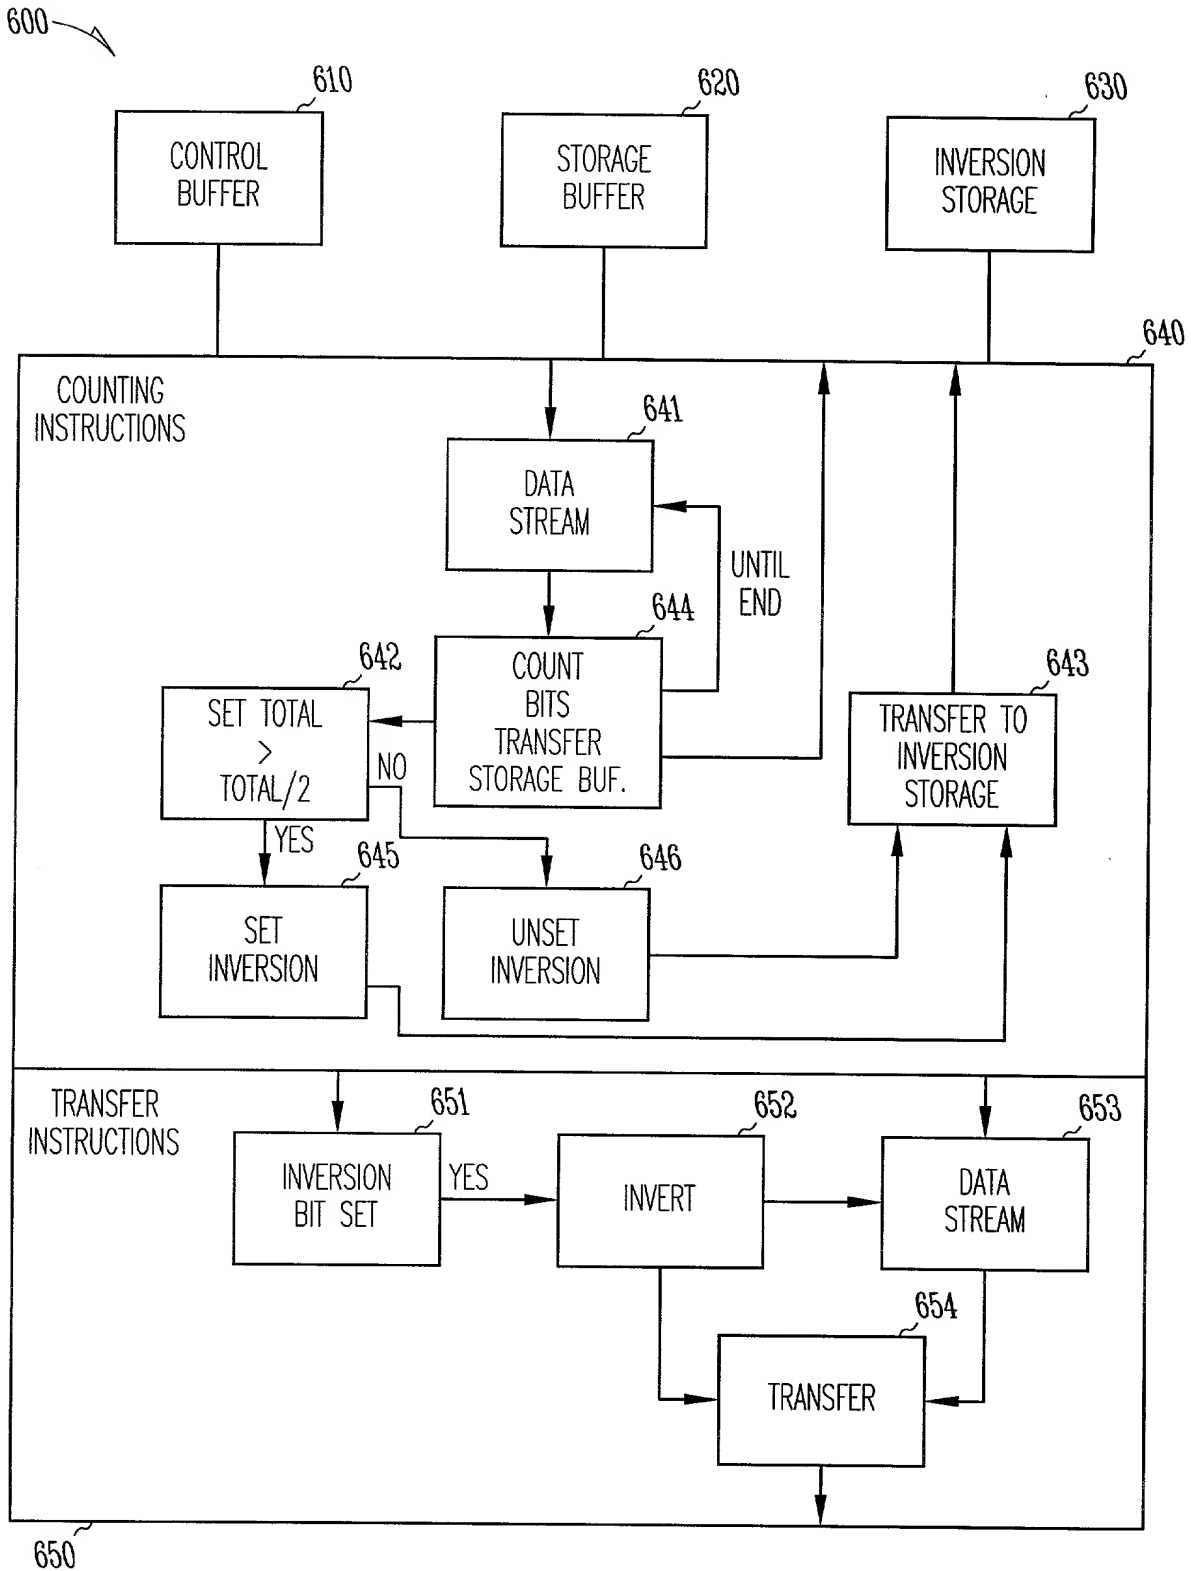 600
610
CONTROL
BUFFER
620
STORAGE
BUFFER
630
INVERSION
STORAGE
640
COUNTING
INSTRUCTIONS
641
DATA
STREAM
UNTIL
END
644
COUNT
BITS
TRANSFER
STORAGE BUF.
642
SET TOTAL
>
TOTAL/2
NO
YES
643
TRANSFER TO
INVERSION
STORAGE
645
SET
INVERSION
646
UNSET
INVERSION
TRANSFER
INSTRUCTIONS
651
INVERSION
BIT SET
YES
652
INVERT
653
DATA
STREAM
654
TRANSFER
650